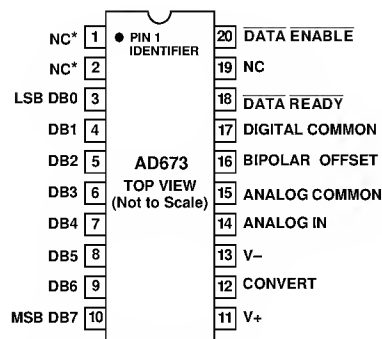 NC* 1 ● PIN 1 IDENTIFIER 20 DATA ENABLE
NC* 2 19 NC
LSB DB0 3 18 DATA READY
DB1 4 17 DIGITAL COMMON
DB2 5 AD673 16 BIPOLAR OFFSET
DB3 6 TOP VIEW 15 ANALOG COMMON
DB4 7 (Not to Scale) 14 ANALOG IN
DB5 8 13 V–
DB6 9 12 CONVERT
MSB DB7 10 11 V+